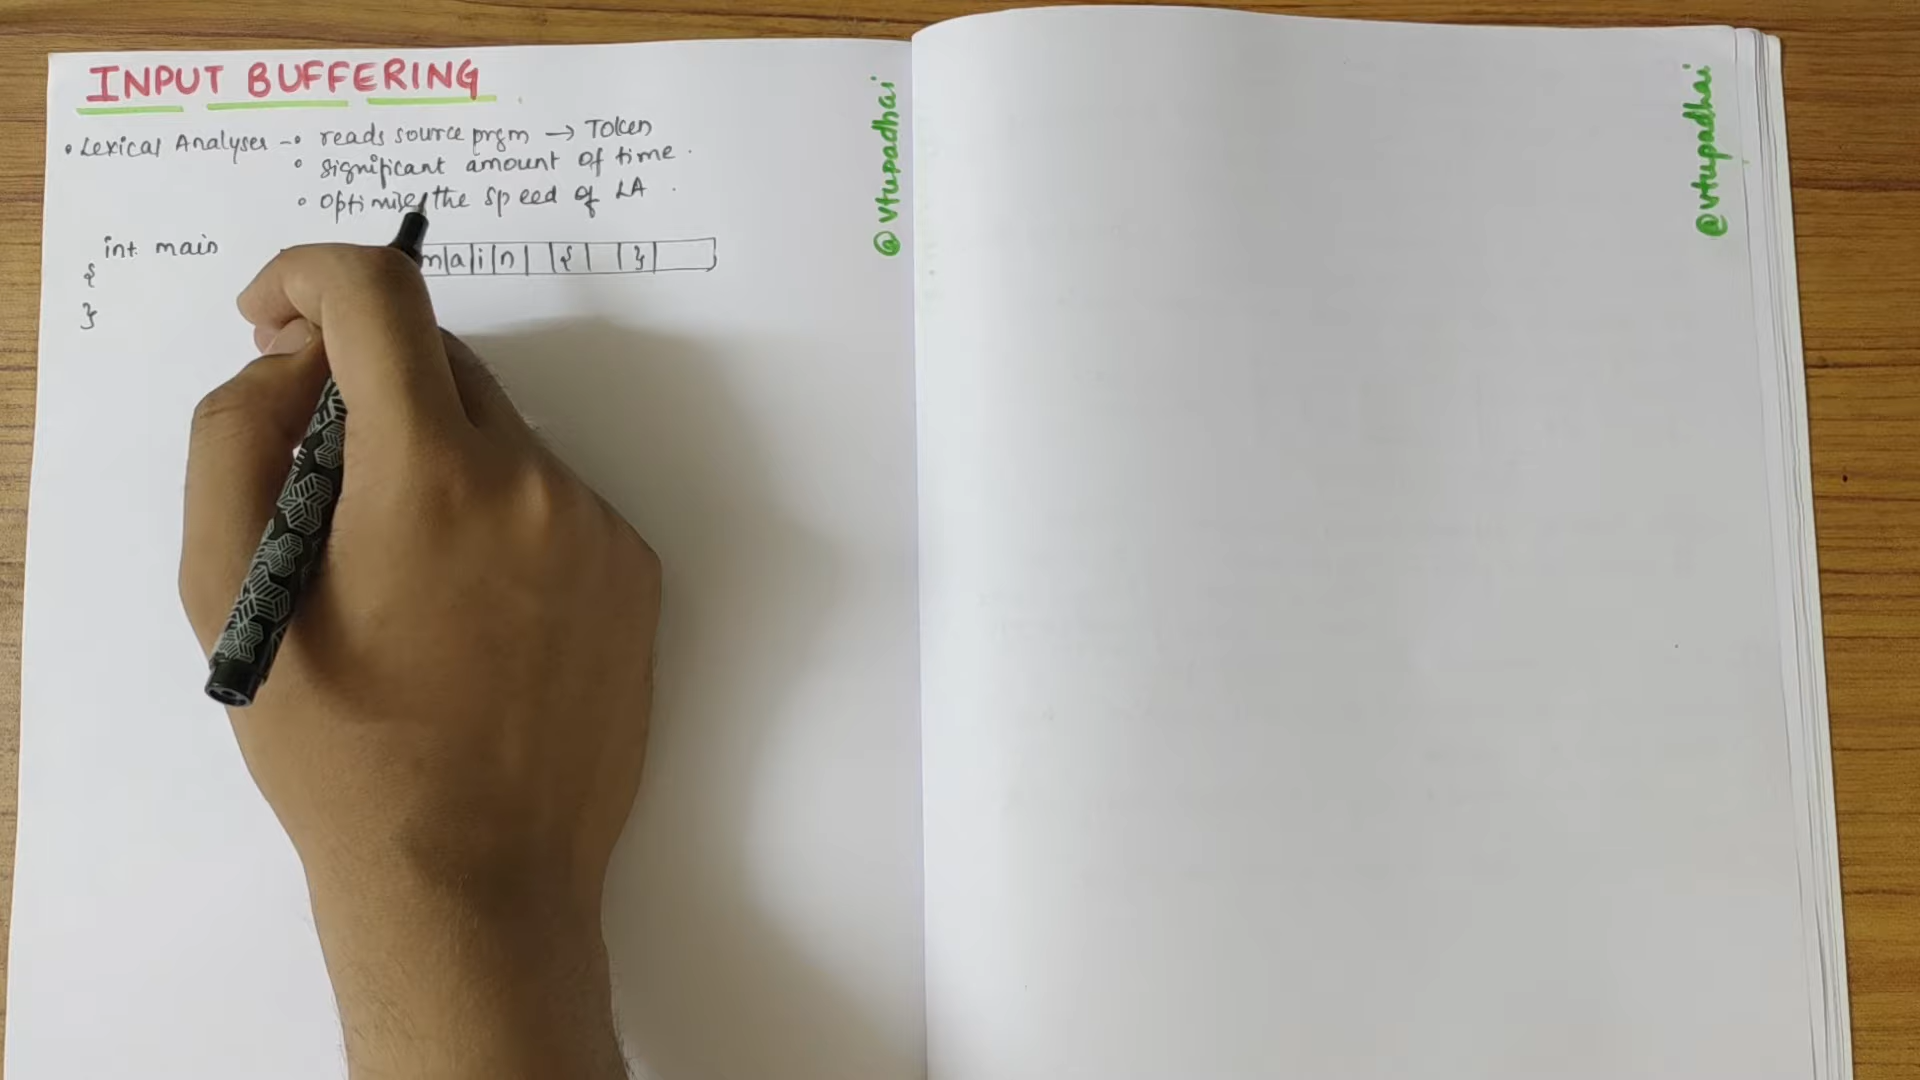 INPUT BUFFERING
• Lexical Analyser -◦ reads source prgm → Token
◦ significant amount of time.
◦ optimise the speed of LA.
int main
{
}
m|a|i|n| |{| |}|
@vtupadhai
@vtupadhai